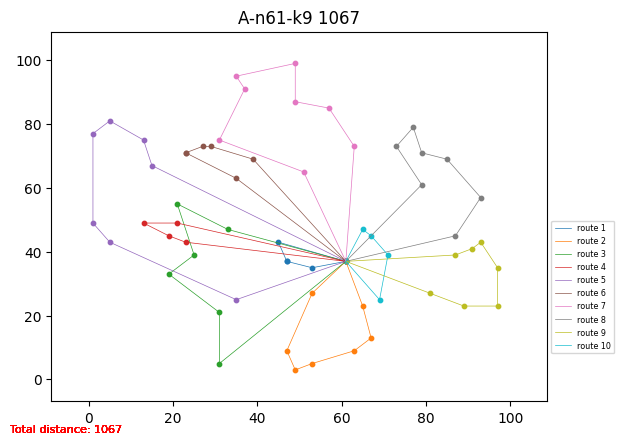 A-n61-k9 1067
100
80
60
40
20
0
0 20 40 60 80 100
route 1
route 2
route 3
route 4
route 5
route 6
route 7
route 8
route 9
route 10
Total distance: 1067